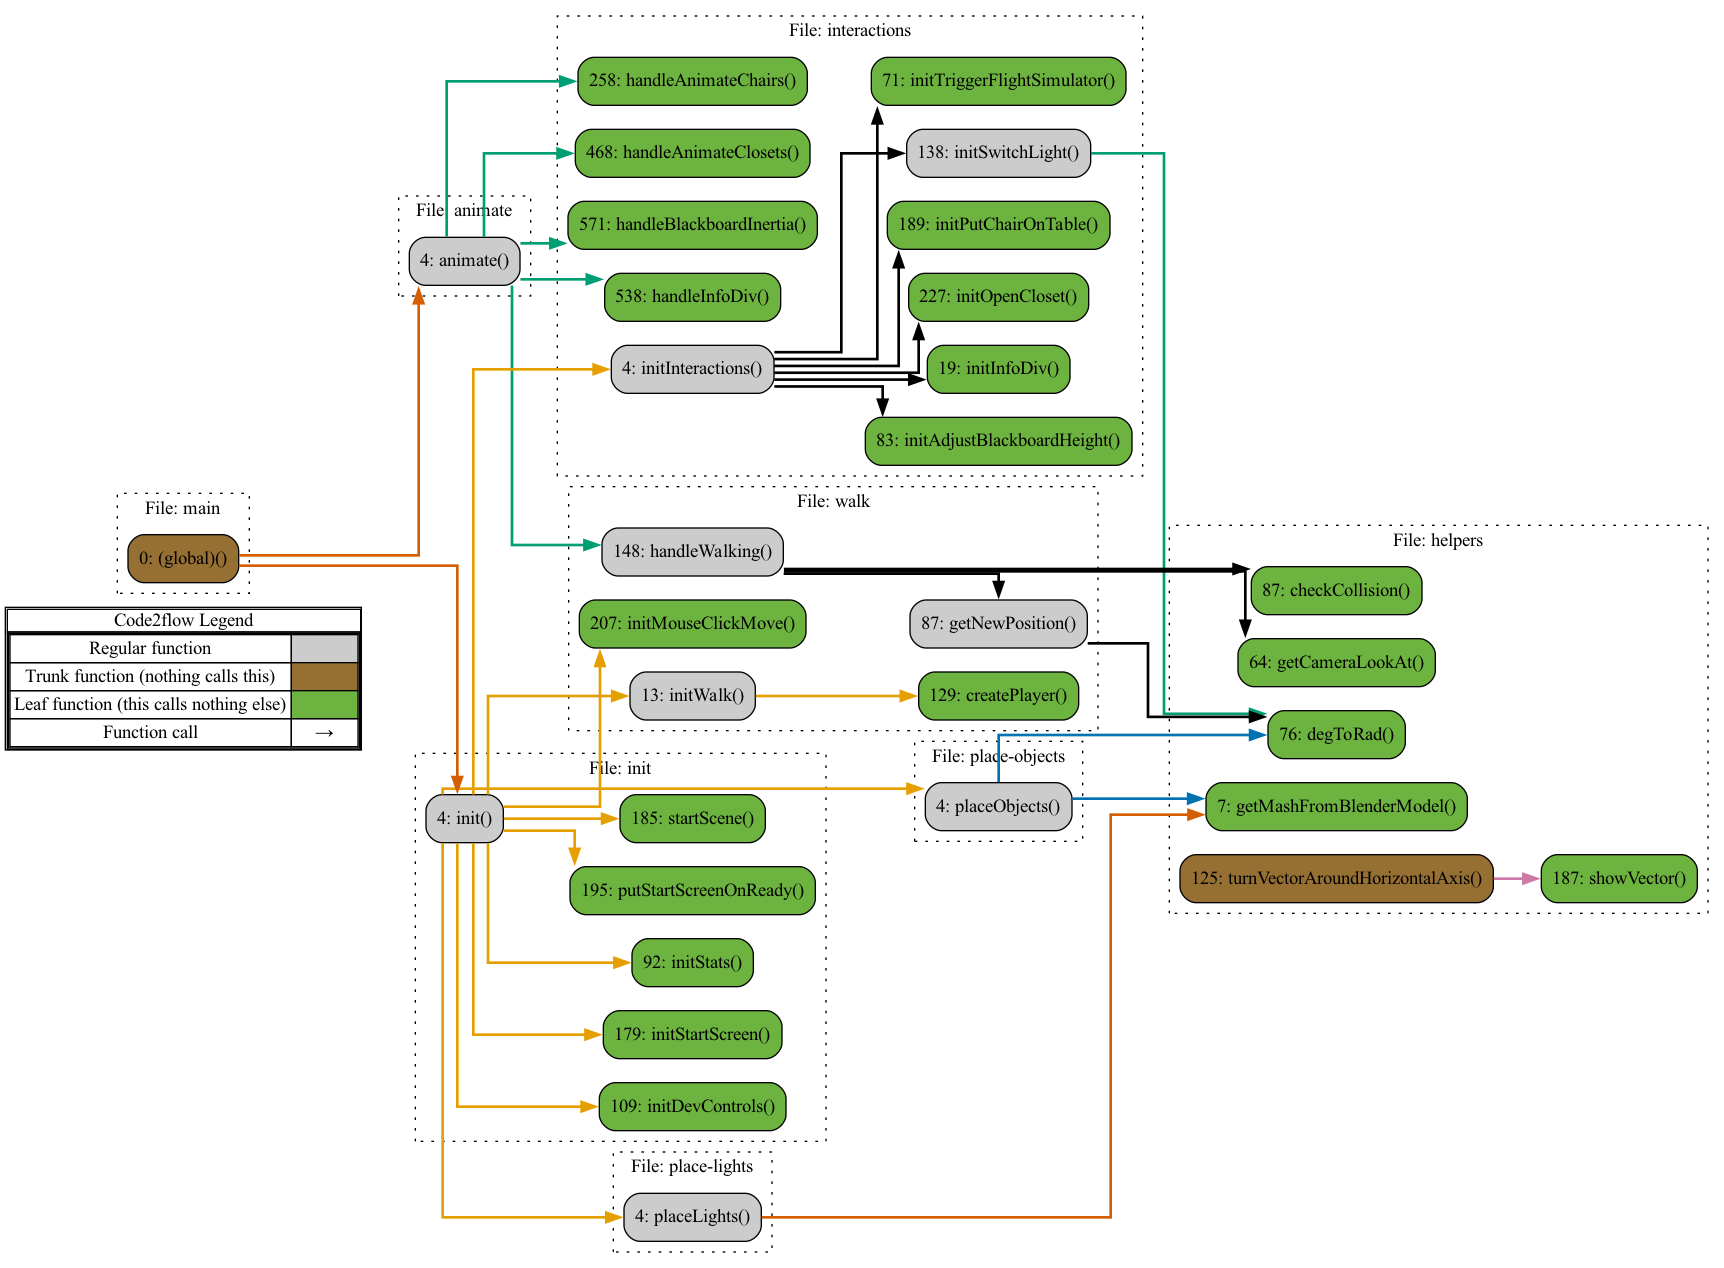 File: interactions
258: handleAnimateChairs()
71: initTriggerFlightSimulator()
468: handleAnimateClosets()
138: initSwitchLight()
File: animate
571: handleBlackboardInertia()
189: initPutChairOnTable()
4: animate()
538: handleInfoDiv()
227: initOpenCloset()
4: initInteractions()
19: initInfoDiv()
83: initAdjustBlackboardHeight()
File: main
0: (global)()
File: walk
148: handleWalking()
207: initMouseClickMove()
87: getNewPosition()
13: initWalk()
129: createPlayer()
File: helpers
87: checkCollision()
64: getCameraLookAt()
76: degToRad()
7: getMashFromBlenderModel()
125: turnVectorAroundHorizontalAxis()
187: showVector()
Code2flow Legend
Regular function
Trunk function (nothing calls this)
Leaf function (this calls nothing else)
Function call →
File: init
4: init()
185: startScene()
195: putStartScreenOnReady()
92: initStats()
179: initStartScreen()
109: initDevControls()
File: place-objects
4: placeObjects()
File: place-lights
4: placeLights()